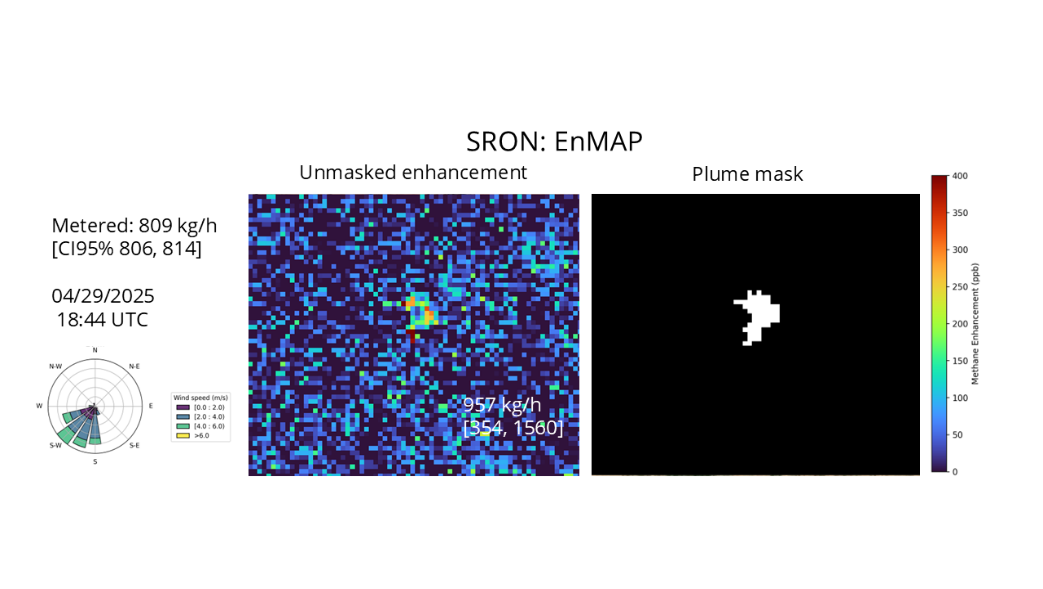 SRON: EnMAP
Unmasked enhancement
Plume mask
Metered: 809 kg/h
[CI95% 806, 814]
04/29/2025
18:44 UTC
N
N-W
N-E
W
E
S-W
S-E
S
Wind speed (m/s)
[0.0 : 2.0)
[2.0 : 4.0)
[4.0 : 6.0)
>6.0
957 kg/h
[354, 1560]
400
350
300
250
200
150
100
50
0
Methane Enhancement (ppb)